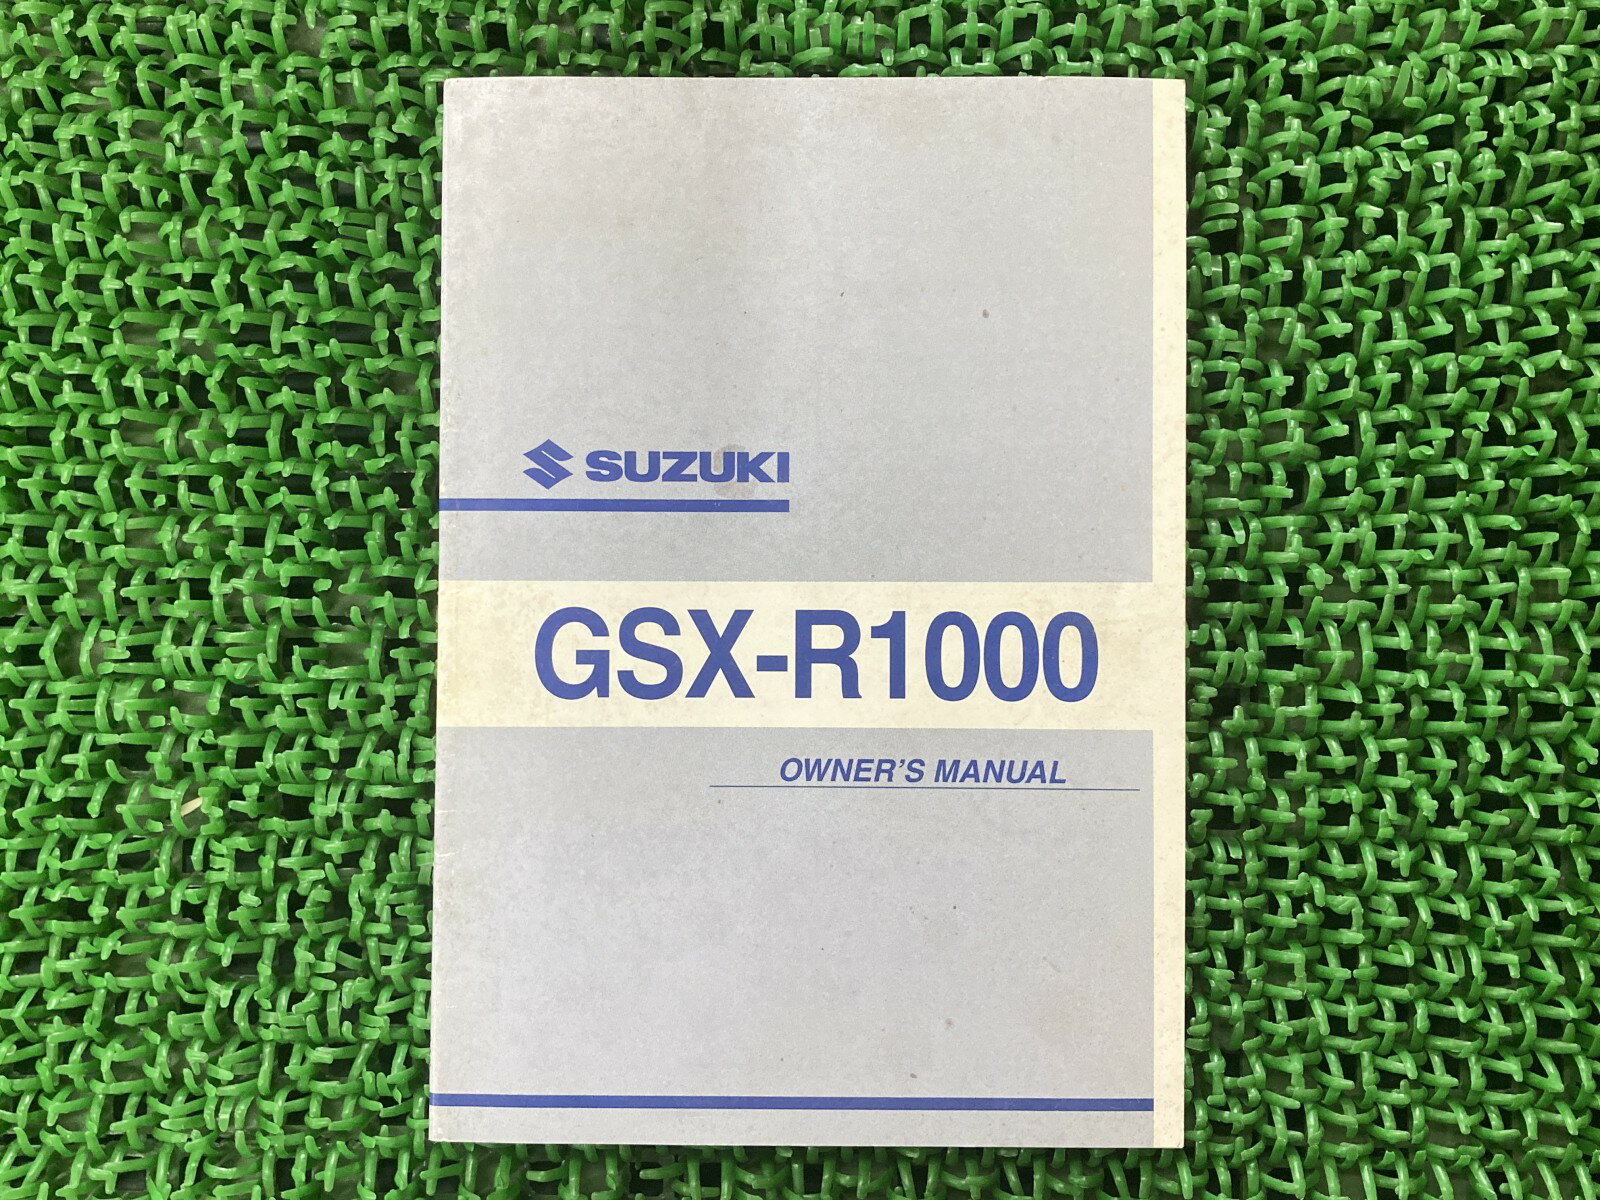 SUZUKI
GSX-R1000
OWNER'S MANUAL